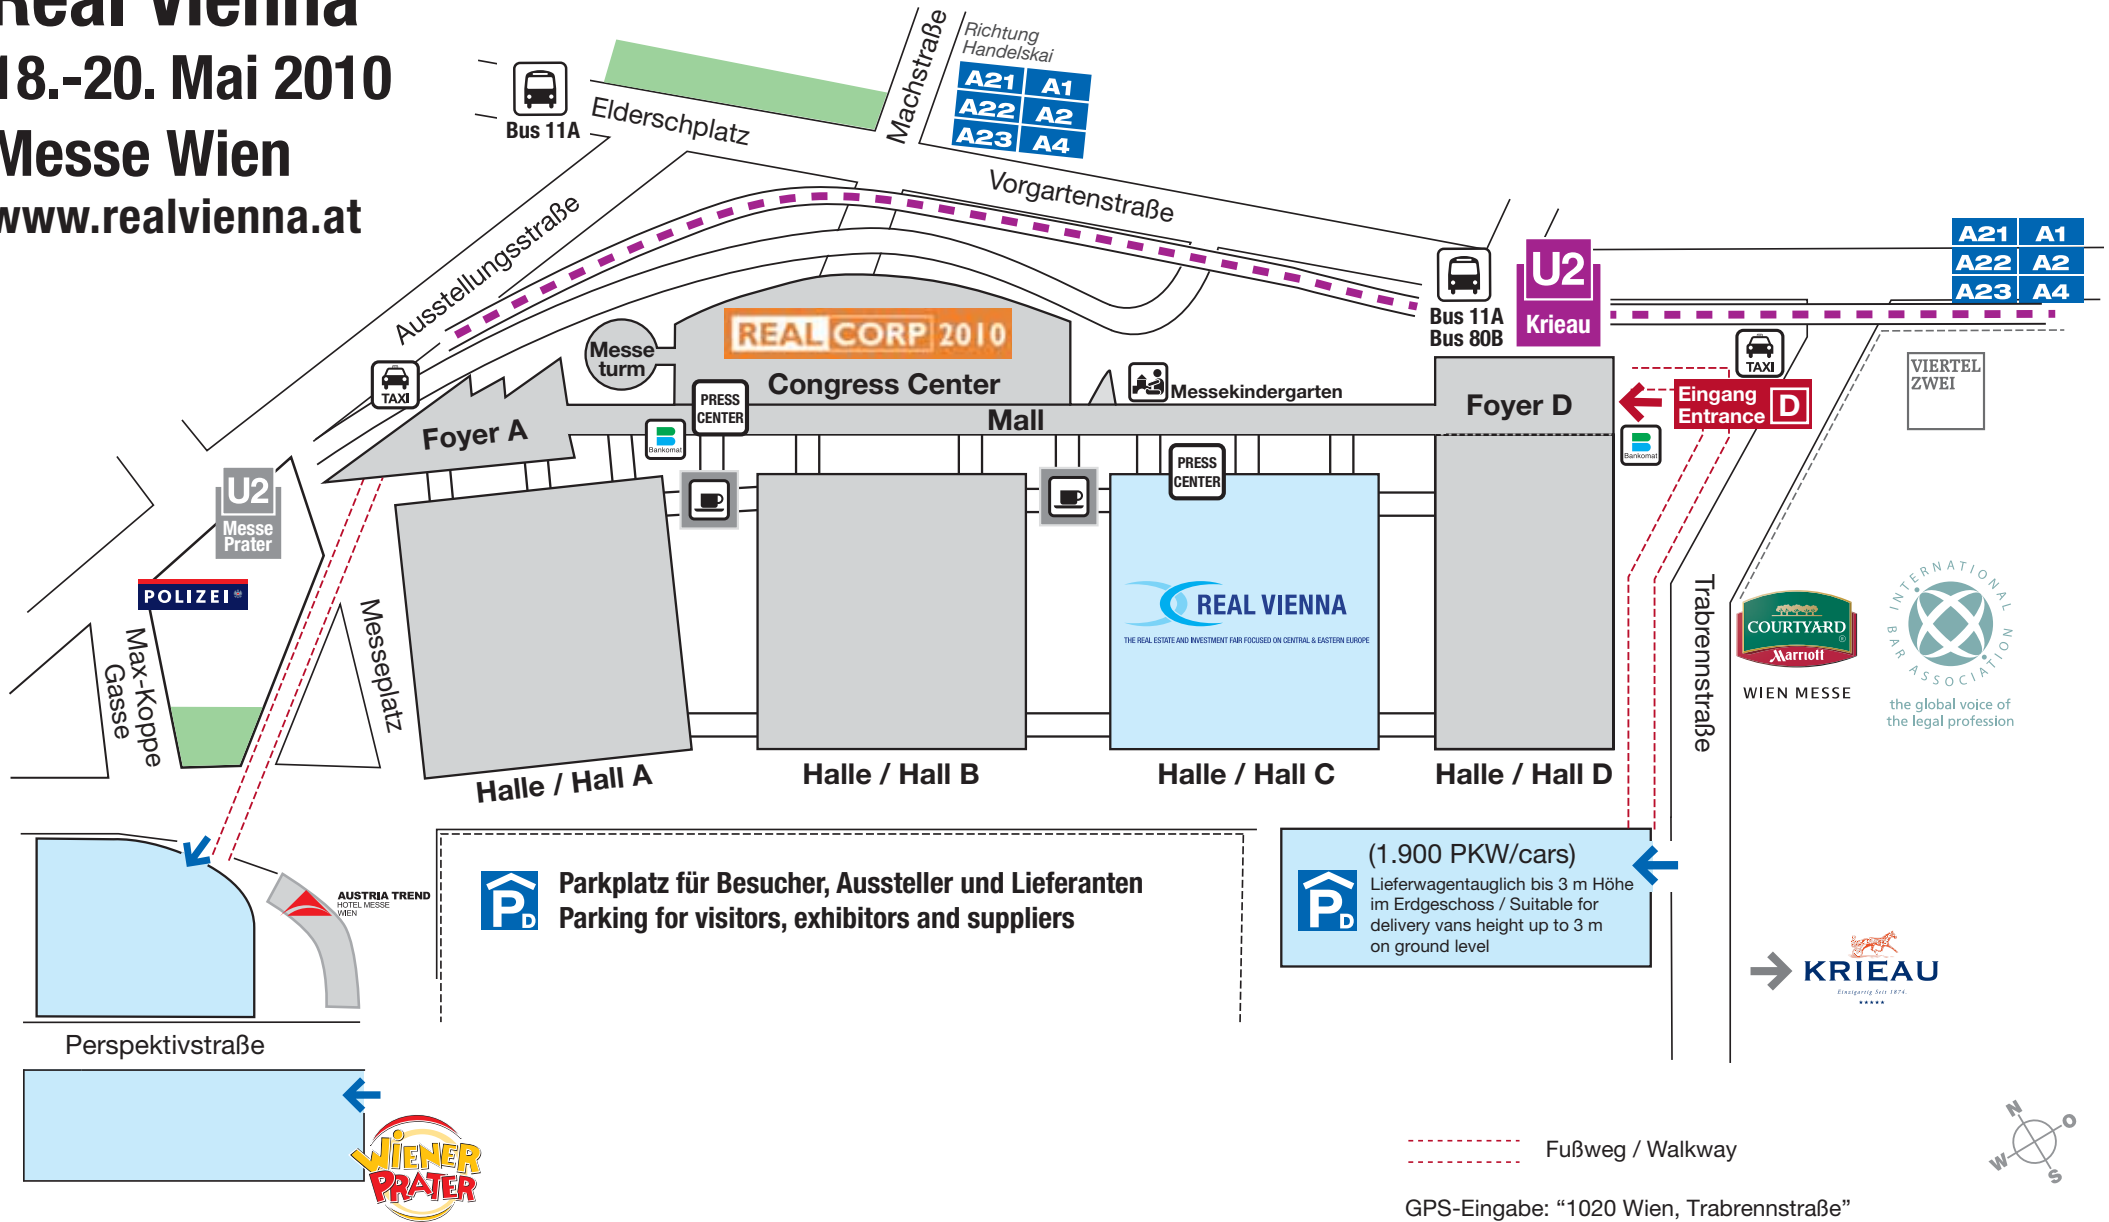 Real Vienna
18.-20. Mai 2010
Messe Wien
www.realvienna.at
Bus 11A
Elderschplatz
Machstraße
Richtung
Handelskai
A21 A1
A22 A2
A23 A4
Vorgartenstraße
Ausstellungsstraße
A21 A1
A22 A2
A23 A4
U2
Krieau
Bus 11A
Bus 80B
TAXI
VIERTEL
ZWEI
REAL CORP 2010
Messe
turm
Congress Center
TAXI
PRESS
CENTER
Messekindergarten
Foyer A
Mall
Foyer D
Eingang
Entrance D
Bankomat
Bankomat
PRESS
CENTER
U2
Messe
Prater
POLIZEI
Max-Koppe
Gasse
Messeplatz
REAL VIENNA
THE REAL ESTATE AND INVESTMENT FAIR FOCUSED ON CENTRAL & EASTERN EUROPE
Trabrennstraße
COURTYARD
Marriott
WIEN MESSE
INTERNATIONAL
BAR ASSOCIATION
the global voice of
the legal profession
Halle / Hall A
Halle / Hall B
Halle / Hall C
Halle / Hall D
P D
Parkplatz für Besucher, Aussteller und Lieferanten
Parking for visitors, exhibitors and suppliers
(1.900 PKW/cars)
P D
Lieferwagentauglich bis 3 m Höhe
im Erdgeschoss / Suitable for
delivery vans height up to 3 m
on ground level
AUSTRIA TREND
HOTEL MESSE
WIEN
KRIEAU
Einzigartig Seit 1874.
Perspektivstraße
WIENER
PRATER
N
O
W
S
Fußweg / Walkway
GPS-Eingabe: “1020 Wien, Trabrennstraße”